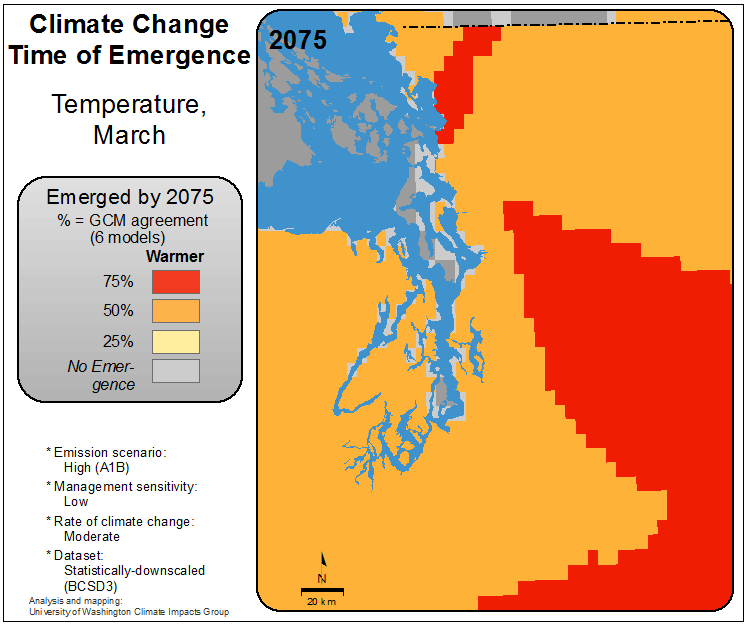 Climate Change
Time of Emergence
Temperature,
March
Emerged by 2075
% = GCM agreement
(6 models)
Warmer
75%
50%
25%
No Emer-
gence
* Emission scenario:
High (A1B)
* Management sensitivity:
Low
* Rate of climate change:
Moderate
* Dataset:
Statistically-downscaled
(BCSD3)
Analysis and mapping:
University of Washington Climate Impacts Group
2075
N
20 km